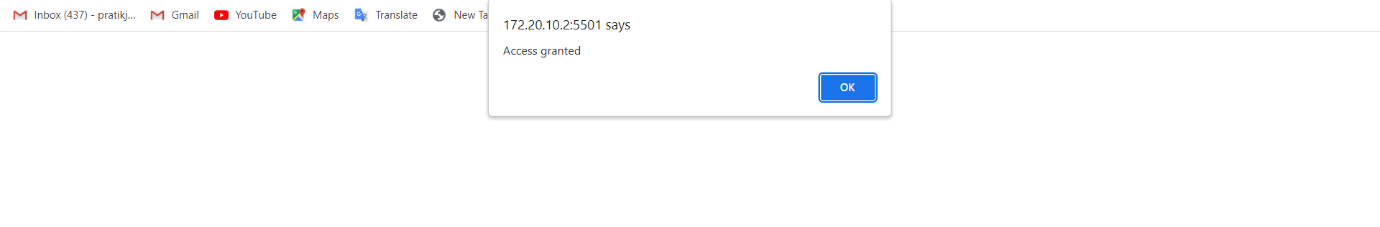 Inbox (437) - pratikj... Gmail YouTube Maps Translate New Ta
172.20.10.2:5501 says
Access granted
OK